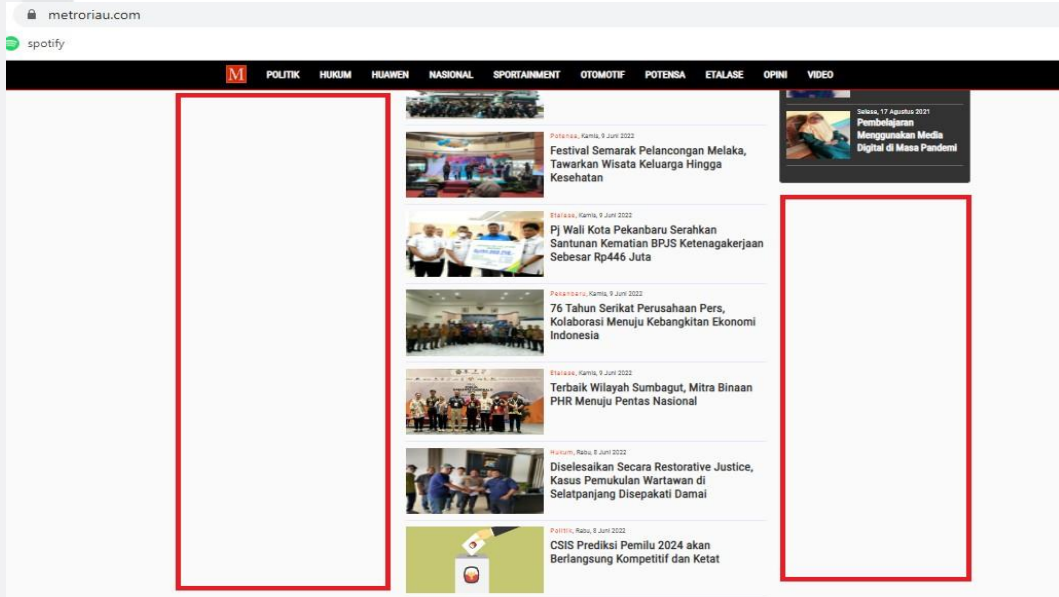 metroriau.com
spotify
M POLITIK HUKUM HUAWEN NASIONAL SPORTAINMENT OTOMOTIF POTENSA ETALASE OPINI VIDEO
Potensa, Kamis, 9 Juni 2022
Festival Semarak Pelancongan Melaka,
Tawarkan Wisata Keluarga Hingga
Kesehatan
Etalase, Kamis, 9 Juni 2022
Pj Wali Kota Pekanbaru Serahkan
Santunan Kematian BPJS Ketenagakerjaan
Sebesar Rp446 Juta
Pekanbaru, Kamis, 9 Juni 2022
76 Tahun Serikat Perusahaan Pers,
Kolaborasi Menuju Kebangkitan Ekonomi
Indonesia
Etalase, Kamis, 9 Juni 2022
Terbaik Wilayah Sumbagut, Mitra Binaan
PHR Menuju Pentas Nasional
Hukum, Rabu, 8 Juni 2022
Diselesaikan Secara Restorative Justice,
Kasus Pemukulan Wartawan di
Selatpanjang Disepakati Damai
Politik, Rabu, 8 Juni 2022
CSIS Prediksi Pemilu 2024 akan
Berlangsung Kompetitif dan Ketat
Selasa, 17 Agustus 2021
Pembelajaran
Menggunakan Media
Digital di Masa Pandemi